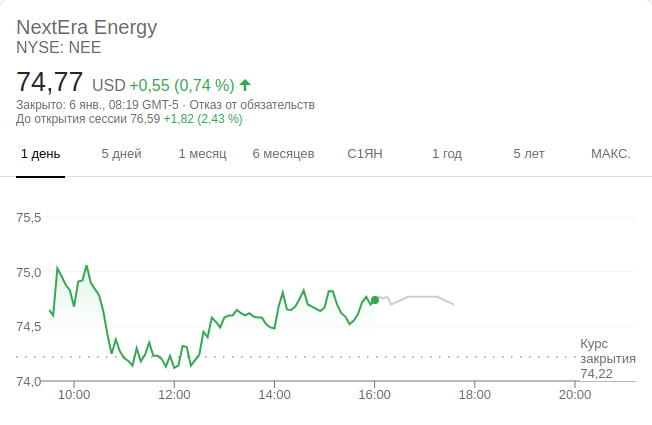 NextEra Energy
NYSE: NEE
74,77 USD +0,55 (0,74 %)
Закрыто: 6 янв., 08:19 GMT-5 · Отказ от обязательств
До открытия сессии 76,59 +1,82 (2,43 %)
1 день 5 дней 1 месяц 6 месяцев С1ЯН 1 год 5 лет МАКС.
75,5
75,0
74,5
Курс
закрытия
74,22
74,0
10:00 12:00 14:00 16:00 18:00 20:00